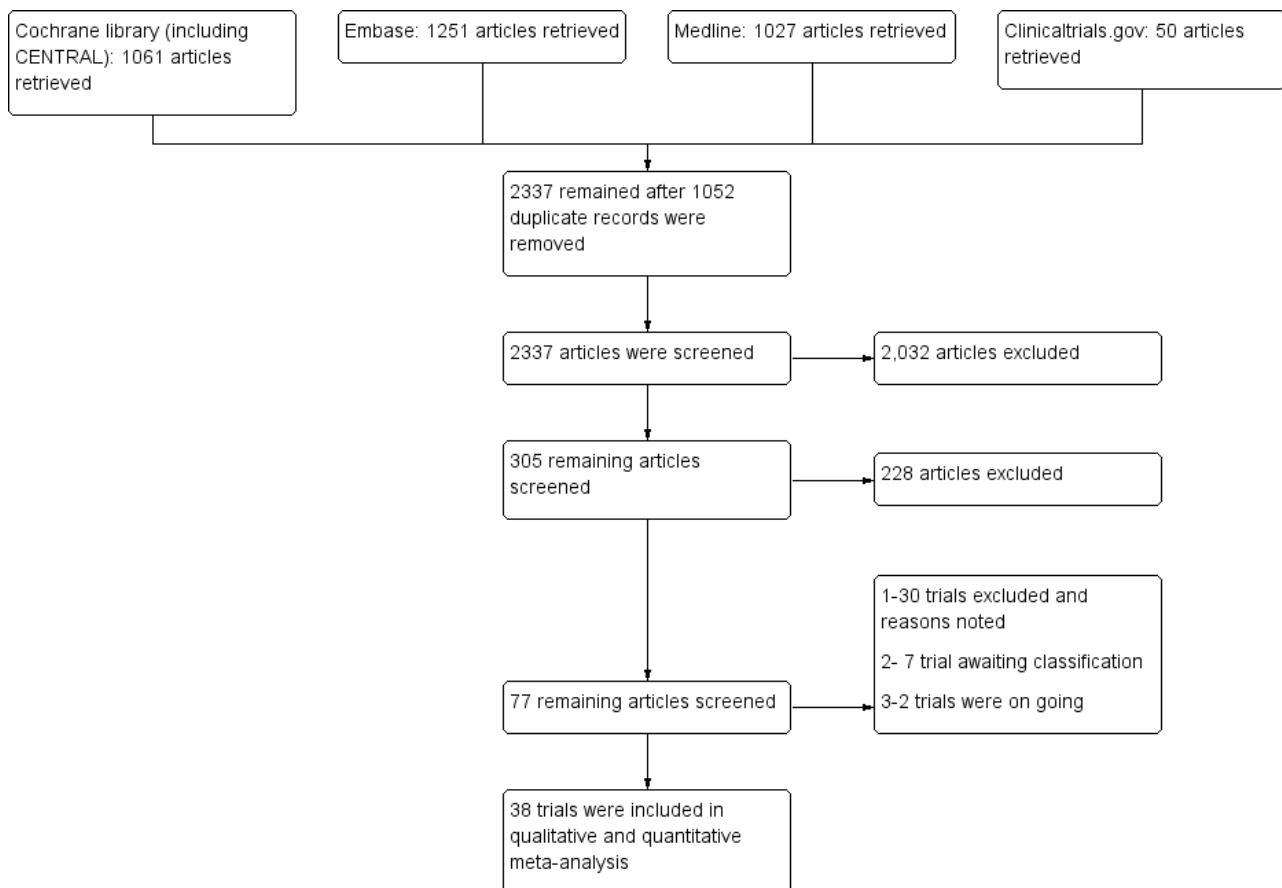 Cochrane library (including
CENTRAL): 1061 articles
retrieved
Embase: 1251 articles retrieved
Medline: 1027 articles retrieved
Clinicaltrials.gov: 50 articles
retrieved
2337 remained after 1052
duplicate records were
removed
2337 articles were screened
2,032 articles excluded
305 remaining articles
screened
228 articles excluded
1-30 trials excluded and
reasons noted
2- 7 trial awaiting classification
3-2 trials were on going
77 remaining articles screened
38 trials were included in
qualitative and quantitative
meta-analysis